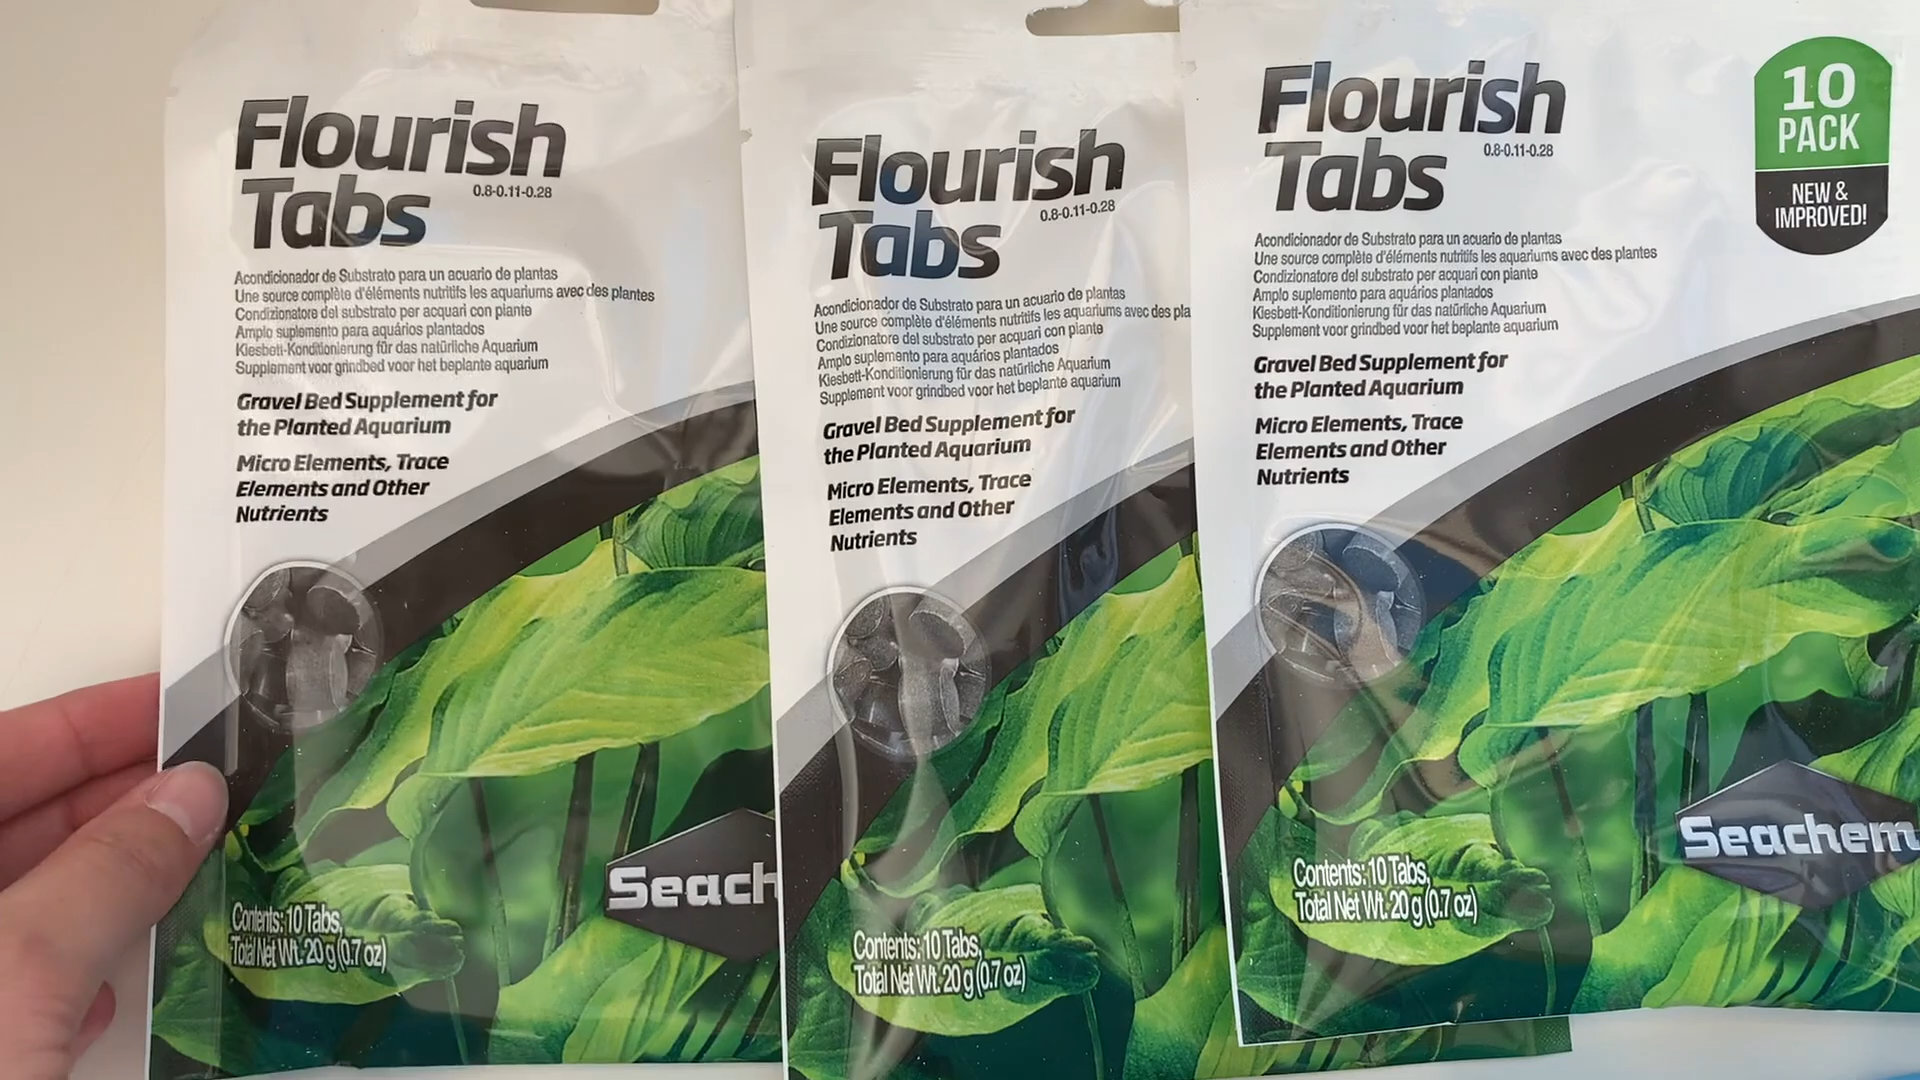 Flourish
Tabs
0.8-0.11-0.28
Acondicionador de Substrato para un acuario de plantas
Une source complète d'éléments nutritifs les aquariums avec des plantes
Condizionatore del substrato per acquari con piante
Amplo suplemento para aquários plantados
Kiesbett-Konditionierung für das natürliche Aquarium
Supplement voor grindbed voor het beplante aquarium
Gravel Bed Supplement for
the Planted Aquarium
Micro Elements, Trace
Elements and Other
Nutrients
Seach
Contents: 10 Tabs,
Total Net Wt. 20 g (0.7 oz)
Flourish
Tabs
0.8-0.11-0.28
Acondicionador de Substrato para un acuario de plantas
Une source complète d'éléments nutritifs les aquariums avec des pla
Condizionatore del substrato per acquari con piante
Amplo suplemento para aquários plantados
Kiesbett-Konditionierung für das natürliche Aquarium
Supplement voor grindbed voor het beplante aquarium
Gravel Bed Supplement for
the Planted Aquarium
Micro Elements, Trace
Elements and Other
Nutrients
Contents: 10 Tabs,
Total Net Wt. 20 g (0.7 oz)
Flourish
Tabs
0.8-0.11-0.28
10
PACK
NEW &
IMPROVED!
Acondicionador de Substrato para un acuario de plantas
Une source complète d'éléments nutritifs les aquariums avec des plantes
Condizionatore del substrato per acquari con piante
Amplo suplemento para aquários plantados
Kiesbett-Konditionierung für das natürliche Aquarium
Supplement voor grindbed voor het beplante aquarium
Gravel Bed Supplement for
the Planted Aquarium
Micro Elements, Trace
Elements and Other
Nutrients
Seachem
Contents: 10 Tabs,
Total Net Wt. 20 g (0.7 oz)